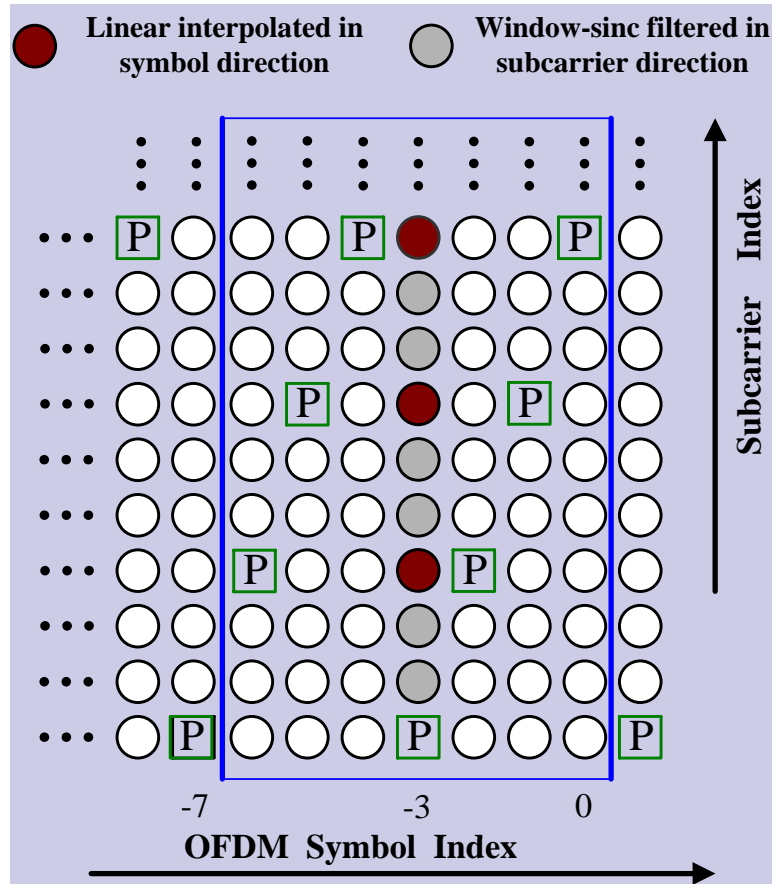 Linear interpolated in
symbol direction
Window-sinc filtered in
subcarrier direction
P P P
P P
P P
P P P
Subcarrier Index
-7 -3 0
OFDM Symbol Index